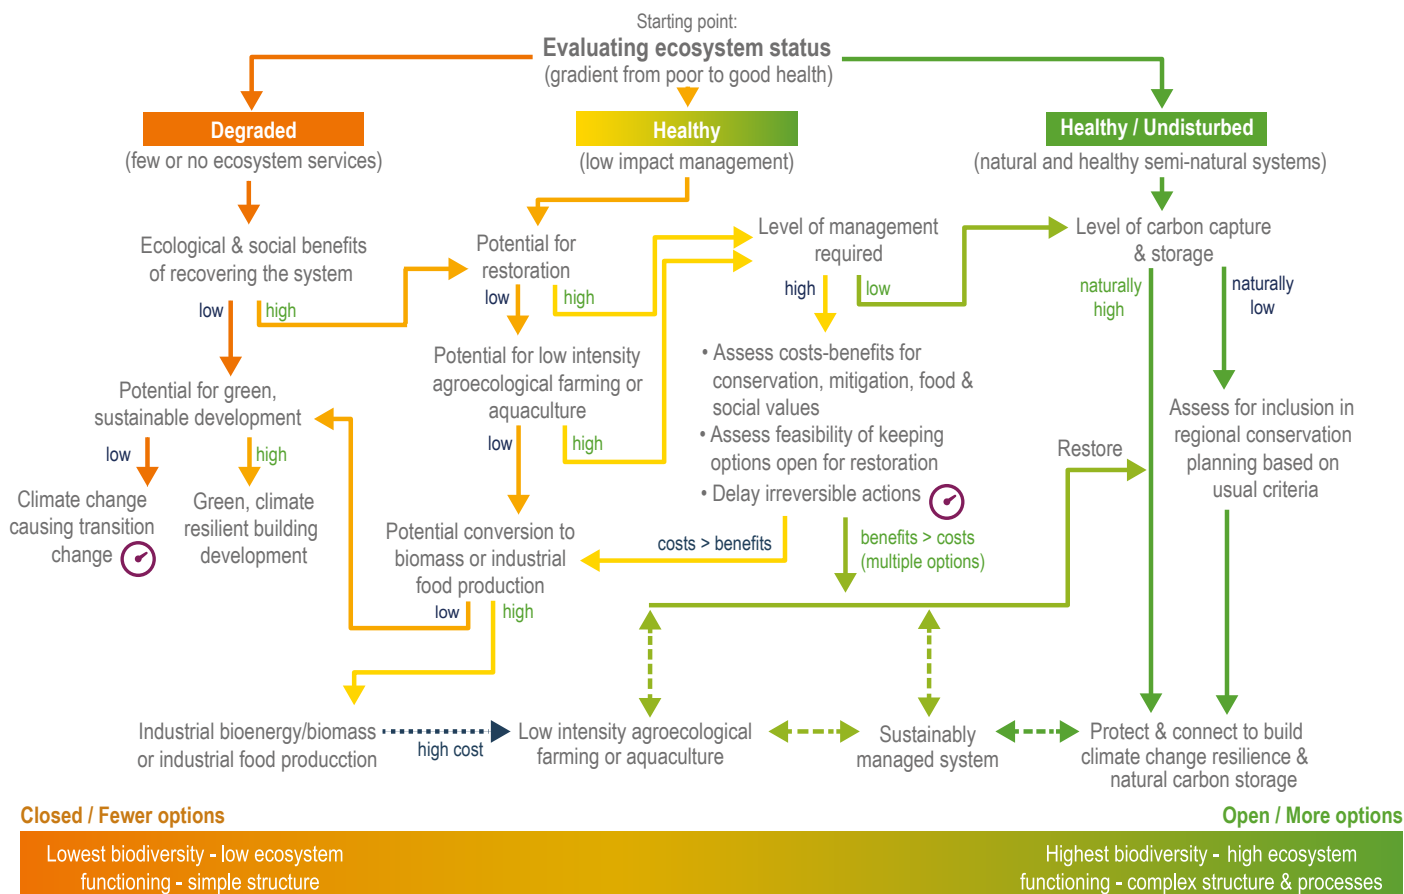 Starting point:
Evaluating ecosystem status
(gradient from poor to good health)
Degraded
(few or no ecosystem services)
Healthy
(low impact management)
Healthy / Undisturbed
(natural and healthy semi-natural systems)
Ecological & social benefits
of recovering the system
low
high
Potential for
restoration
low
high
Level of management
required
high
low
Level of carbon capture
& storage
naturally
high
naturally
low
Potential for green,
sustainable development
low
high
Climate change
causing transition
change
Green, climate
resilient building
development
Potential for low intensity
agroecological farming or
aquaculture
low
high
• Assess costs-benefits for
conservation, mitigation, food &
social values
• Assess feasibility of keeping
options open for restoration
• Delay irreversible actions
costs > benefits
benefits > costs
(multiple options)
Restore
Assess for inclusion in
regional conservation
planning based on
usual criteria
Potential conversion to
biomass or industrial
food production
low
high
Industrial bioenergy/biomass
or industrial food producction
high cost
Low intensity agroecological
farming or aquaculture
Sustainably
managed system
Protect & connect to build
climate change resilience &
natural carbon storage
Closed / Fewer options
Open / More options
Lowest biodiversity - low ecosystem
functioning - simple structure
Highest biodiversity - high ecosystem
functioning - complex structure & processes